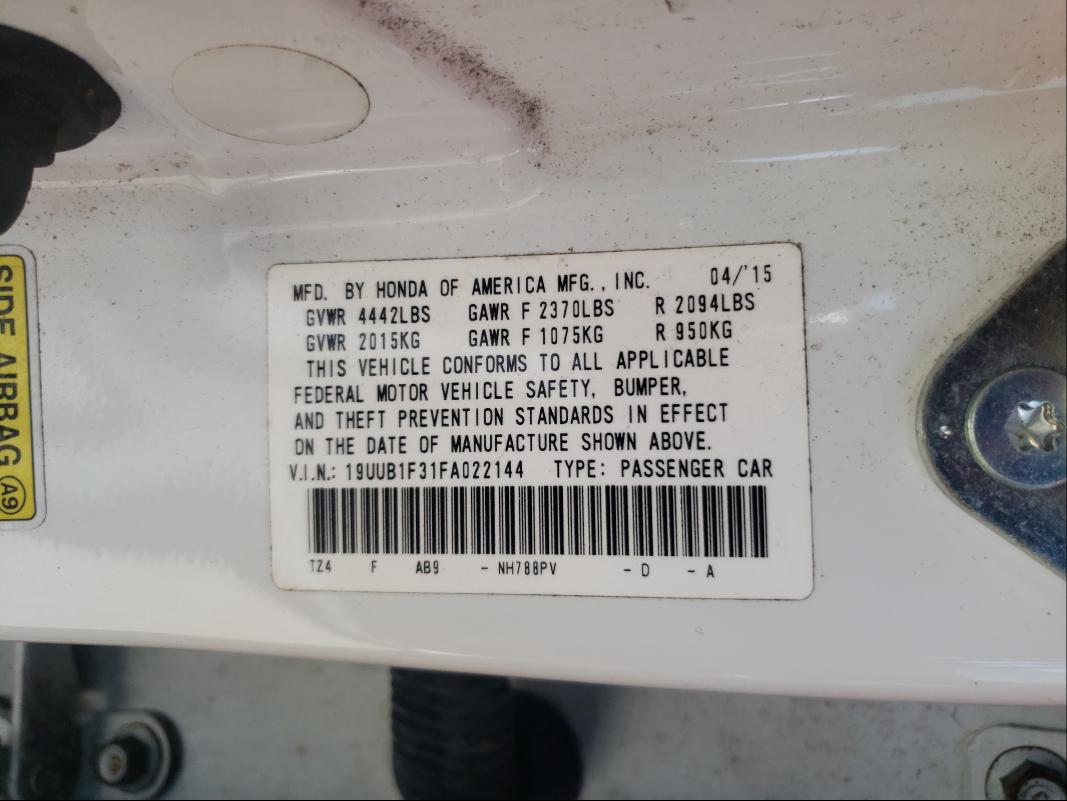 MFD. BY HONDA OF AMERICA MFG., INC. 04/'15
GVWR 4442LBS GAWR F 2370LBS R 2094LBS
GVWR 2015KG GAWR F 1075KG R 950KG
THIS VEHICLE CONFORMS TO ALL APPLICABLE
FEDERAL MOTOR VEHICLE SAFETY, BUMPER,
AND THEFT PREVENTION STANDARDS IN EFFECT
ON THE DATE OF MANUFACTURE SHOWN ABOVE.
V.I.N.: 19UUB1F31FA022144 TYPE: PASSENGER CAR
TZ4 F AB9 - NH788PV - D - A
SIDE AIRBAG A9